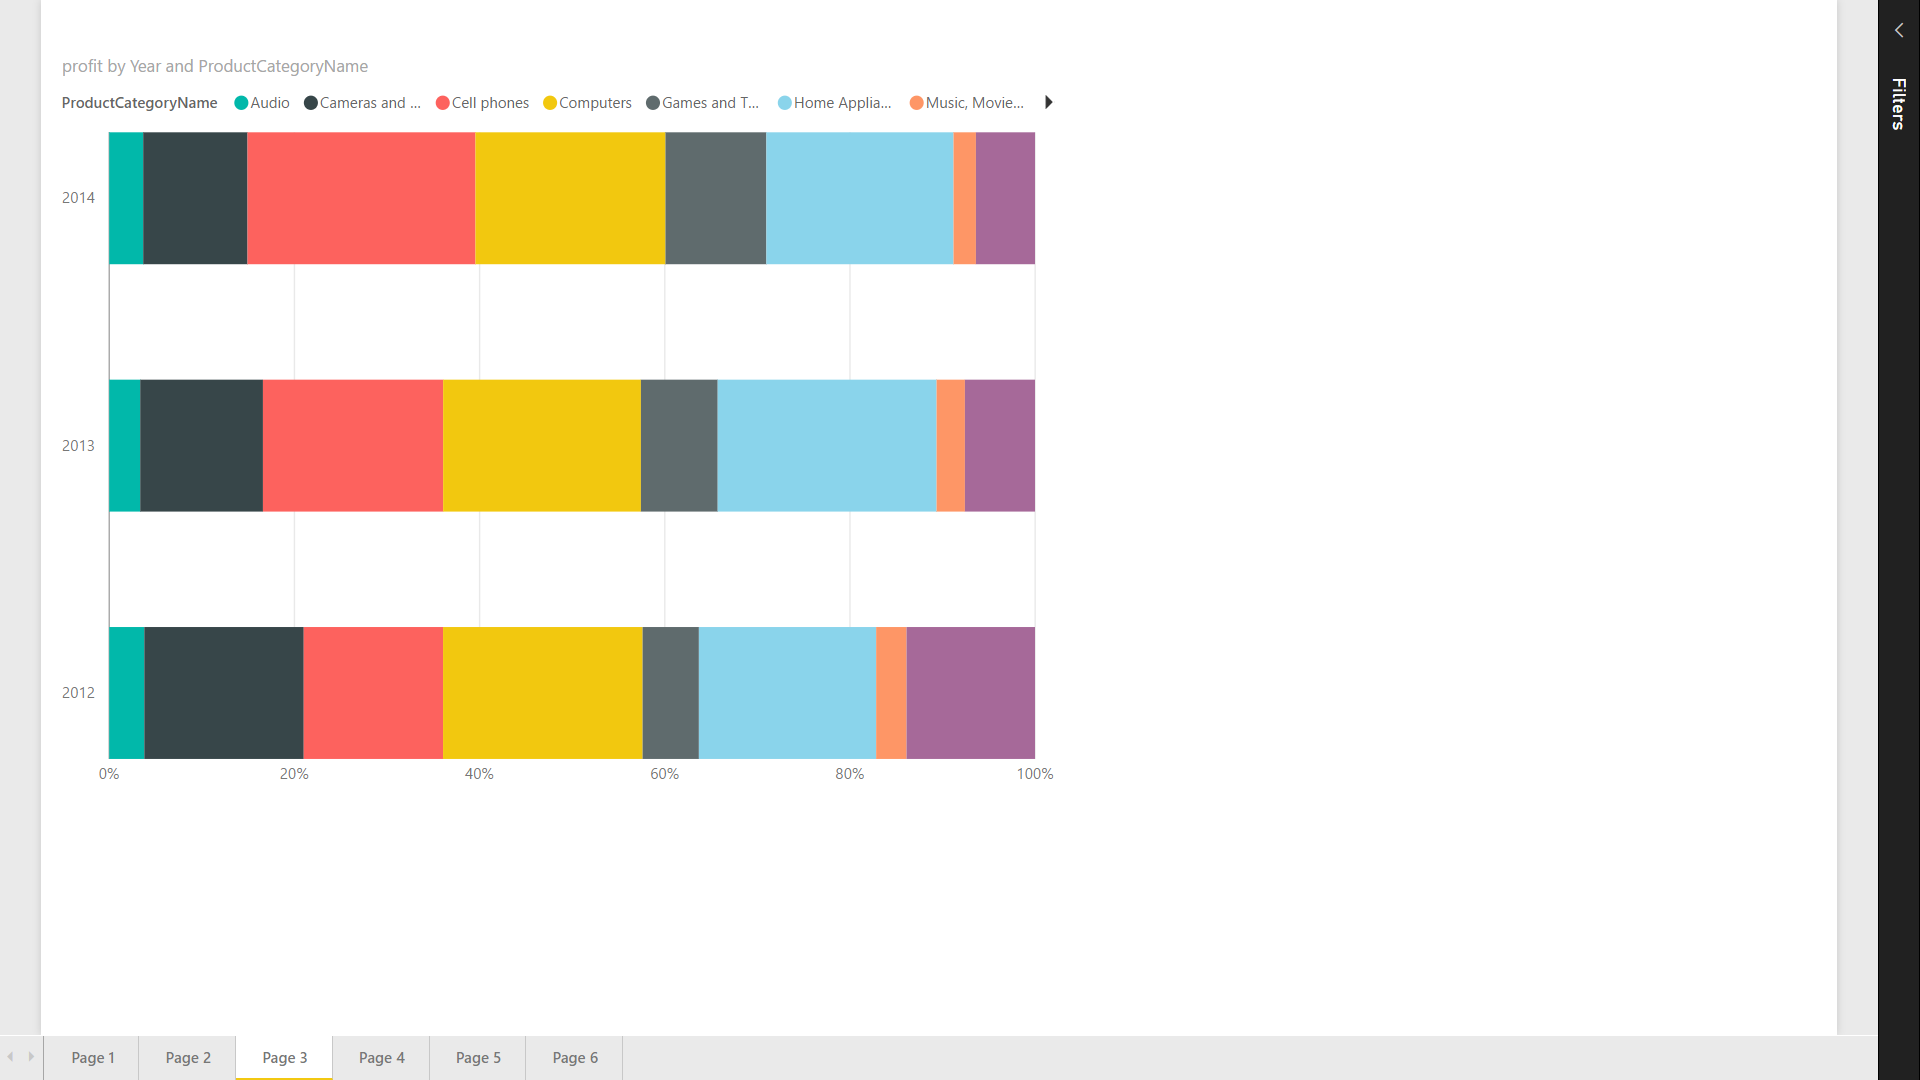 profit by Year and ProductCategoryName
ProductCategoryName Audio Cameras and ... Cell phones Computers Games and T... Home Applia... Music, Movie...
Filters
2014
2013
2012
0% 20% 40% 60% 80% 100%
Page 1 Page 2 Page 3 Page 4 Page 5 Page 6